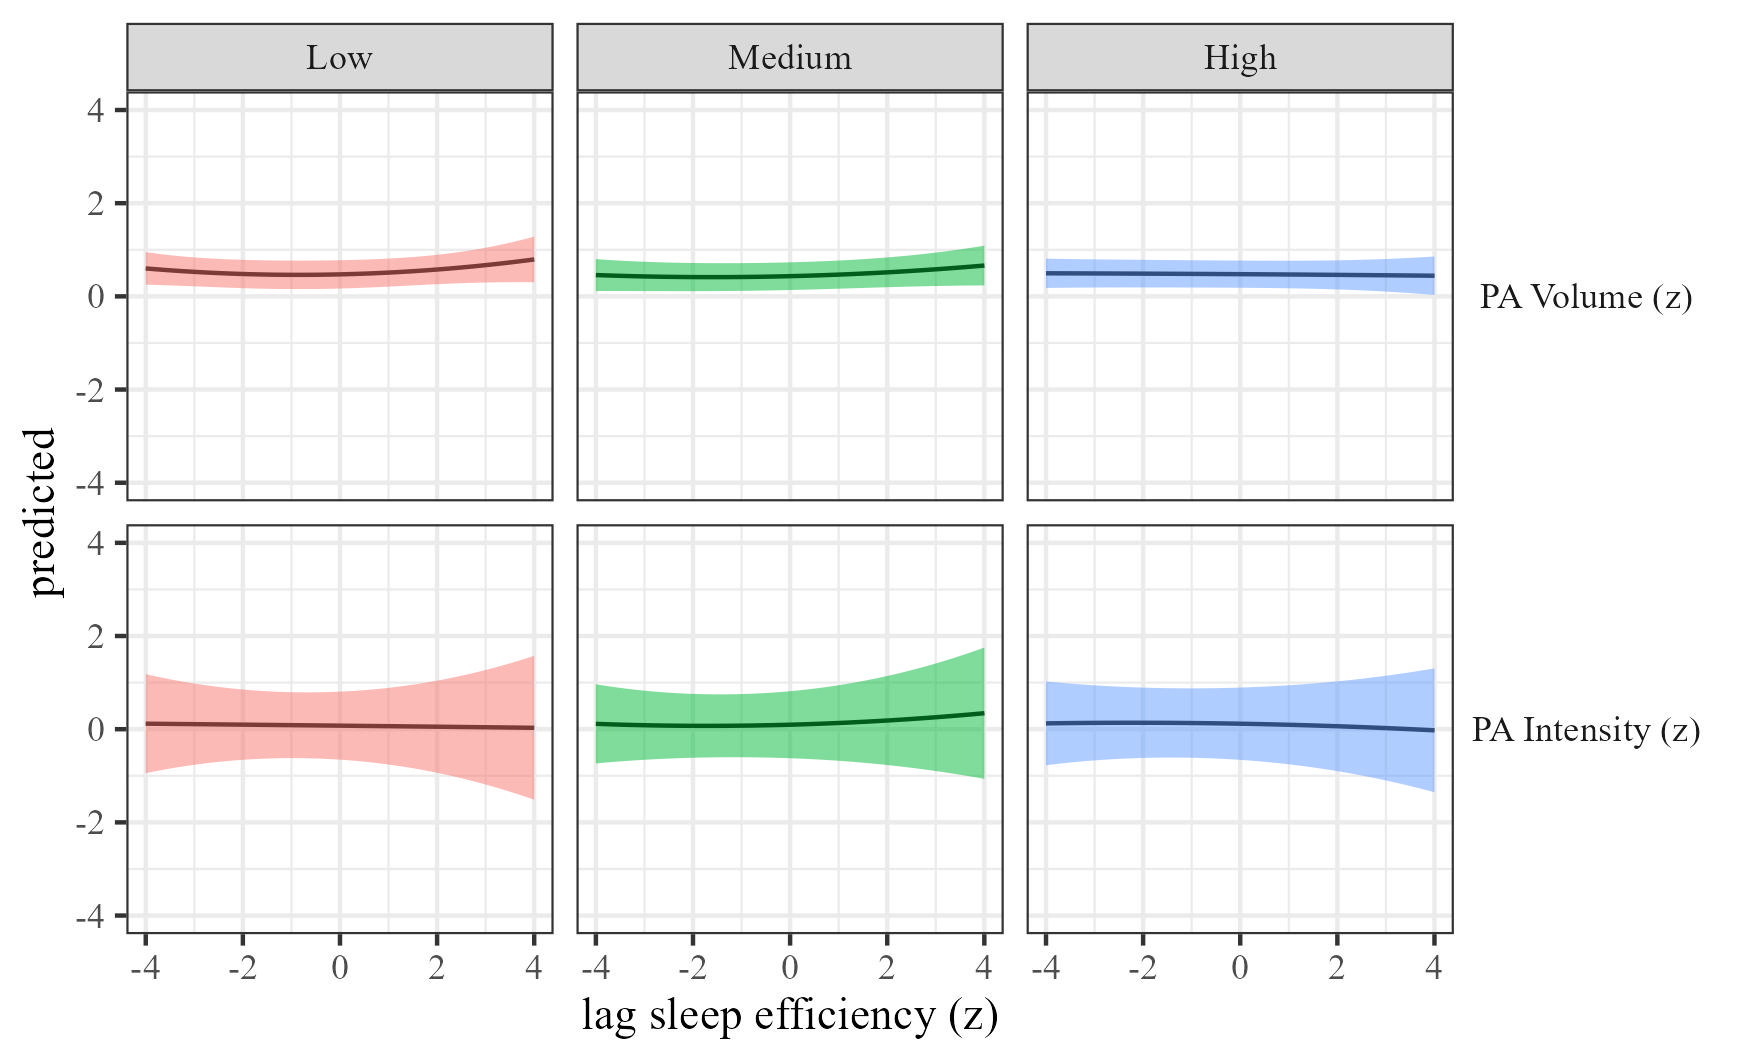 Low Medium High
4
2
0
-2
-4
PA Volume (z)
predicted
4
2
0
-2
-4
PA Intensity (z)
-4 -2 0 2 4 -4 -2 0 2 4 -4 -2 0 2 4
lag sleep efficiency (z)